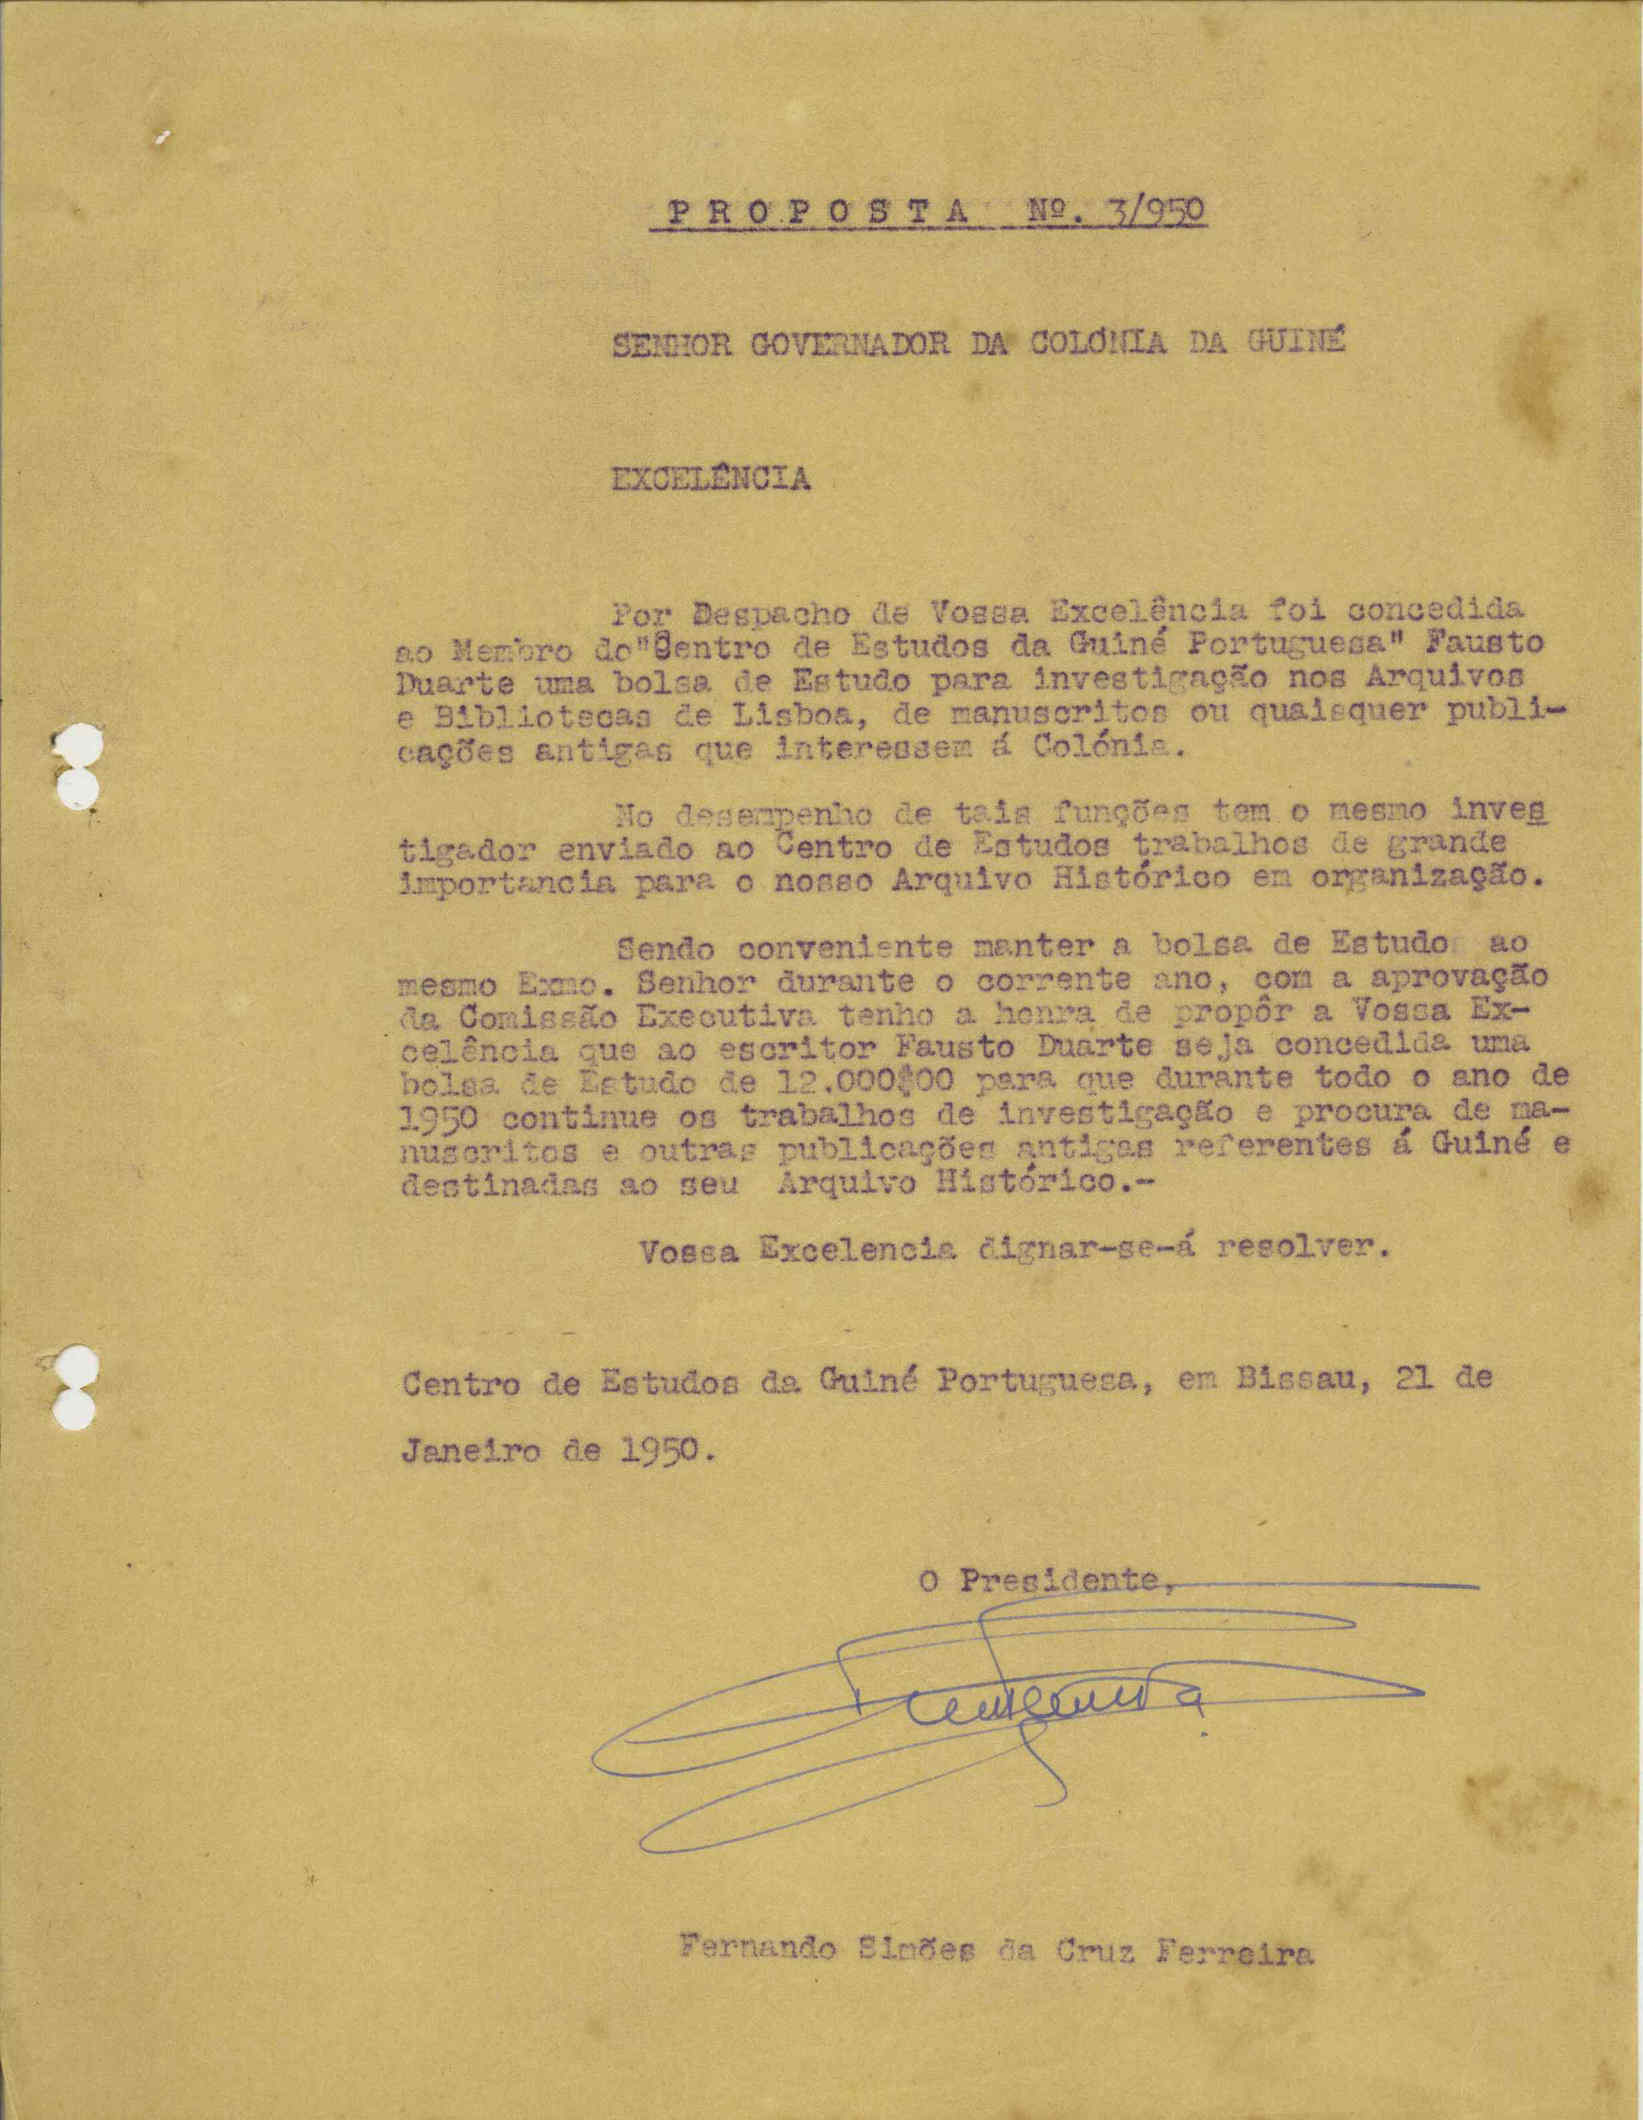 PROPOSTA Nº. 3/950
SENHOR GOVERNADOR DA COLÓNIA DA GUINÉ
EXCELÊNCIA
Por Despacho de Vossa Excelência foi concedida
ao Membro do"Centro de Estudos da Guiné Portuguesa" Fausto
Duarte uma bolsa de Estudo para investigação nos Arquivos
e Bibliotecas de Lisboa, de manuscritos ou quaisquer publi-
cações antigas que interessem á Colónia.
No desempenho de tais funções tem o mesmo inves
tigador enviado ao Centro de Estudos trabalhos de grande
importancia para o nosso Arquivo Histórico em organização.
Sendo conveniente manter a bolsa de Estudo ao
mesmo Exmo. Senhor durante o corrente ano, com a aprovação
da Comissão Executiva tenho a honra de propôr a Vossa Ex-
celência que ao escritor Fausto Duarte seja concedida uma
bolsa de Estudo de 12.000$00 para que durante todo o ano de
1950 continue os trabalhos de investigação e procura de ma-
nuscritos e outras publicações antigas referentes á Guiné e
destinadas ao seu Arquivo Histórico.-
Vossa Excelencia dignar-se-á resolver.
Centro de Estudos da Guiné Portuguesa, em Bissau, 21 de
Janeiro de 1950.
O Presidente,
Fernando Simões da Cruz Ferreira